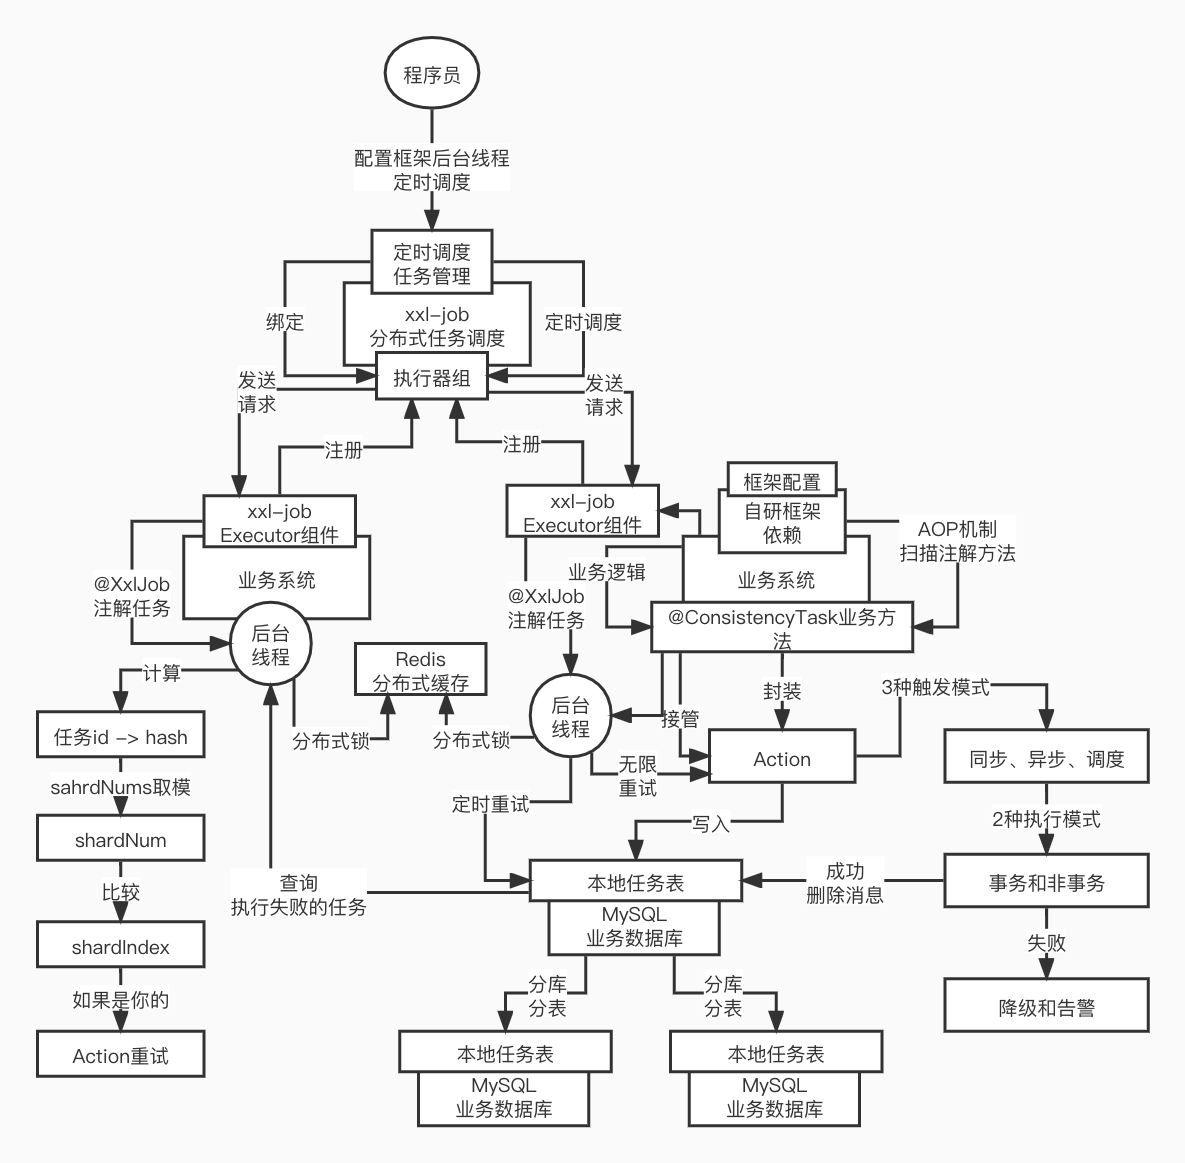 程序员
配置框架后台线程
定时调度
定时调度
任务管理
绑定
xxl-job
分布式任务调度
定时调度
执行器组
发送
请求
发送
请求
注册
注册
xxl-job
Executor组件
业务系统
@XxlJob
注解任务
后台
线程
xxl-job
Executor组件
框架配置
自研框架
依赖
AOP机制
扫描注解方法
业务系统
业务逻辑
@XxlJob
注解任务
@ConsistencyTask业务方
法
计算
Redis
分布式缓存
分布式锁
分布式锁
后台
线程
接管
封装
3种触发模式
任务id -> hash
sahrdNums取模
shardNum
比较
shardIndex
如果是你的
Action重试
无限
重试
Action
同步、异步、调度
2种执行模式
定时重试
写入
查询
执行失败的任务
本地任务表
MySQL
业务数据库
成功
删除消息
事务和非事务
失败
降级和告警
分库
分表
分库
分表
本地任务表
MySQL
业务数据库
本地任务表
MySQL
业务数据库